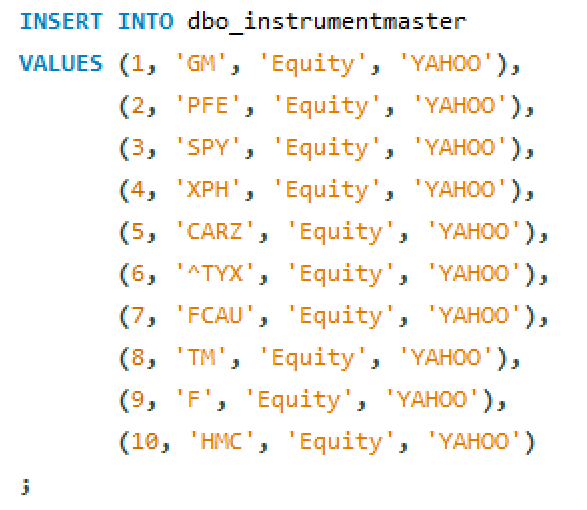 INSERT INTO dbo_instrumentmaster
VALUES (1, 'GM', 'Equity', 'YAHOO'),
(2, 'PFE', 'Equity', 'YAHOO'),
(3, 'SPY', 'Equity', 'YAHOO'),
(4, 'XPH', 'Equity', 'YAHOO'),
(5, 'CARZ', 'Equity', 'YAHOO'),
(6, '^TYX', 'Equity', 'YAHOO'),
(7, 'FCAU', 'Equity', 'YAHOO'),
(8, 'TM', 'Equity', 'YAHOO'),
(9, 'F', 'Equity', 'YAHOO'),
(10, 'HMC', 'Equity', 'YAHOO')
;